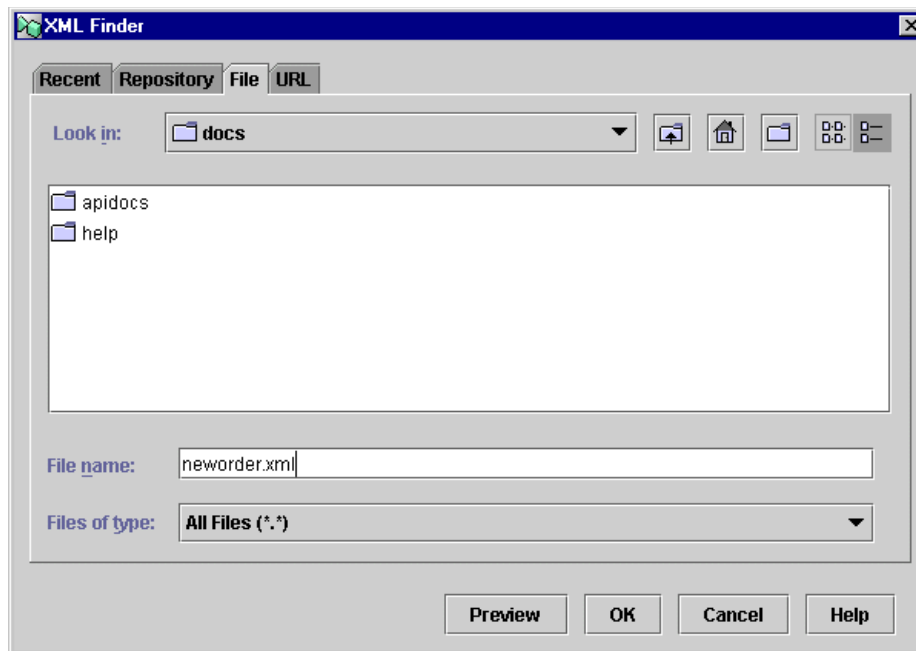 XML Finder
Recent Repository File URL
Look in: docs
apidocs
help
File name: neworder.xml
Files of type: All Files (*.*)
Preview OK Cancel Help